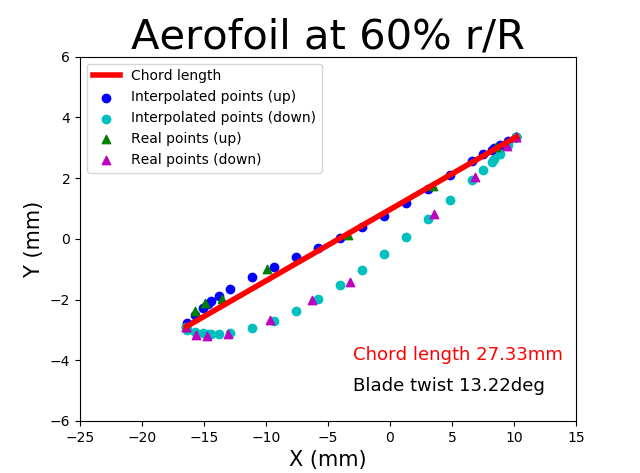 Aerofoil at 60% r/R
Chord length
Interpolated points (up)
Interpolated points (down)
Real points (up)
Real points (down)
6
4
2
0
−2
−4
−6
Y (mm)
Chord length 27.33mm
Blade twist 13.22deg
−25 −20 −15 −10 −5 0 5 10 15
X (mm)